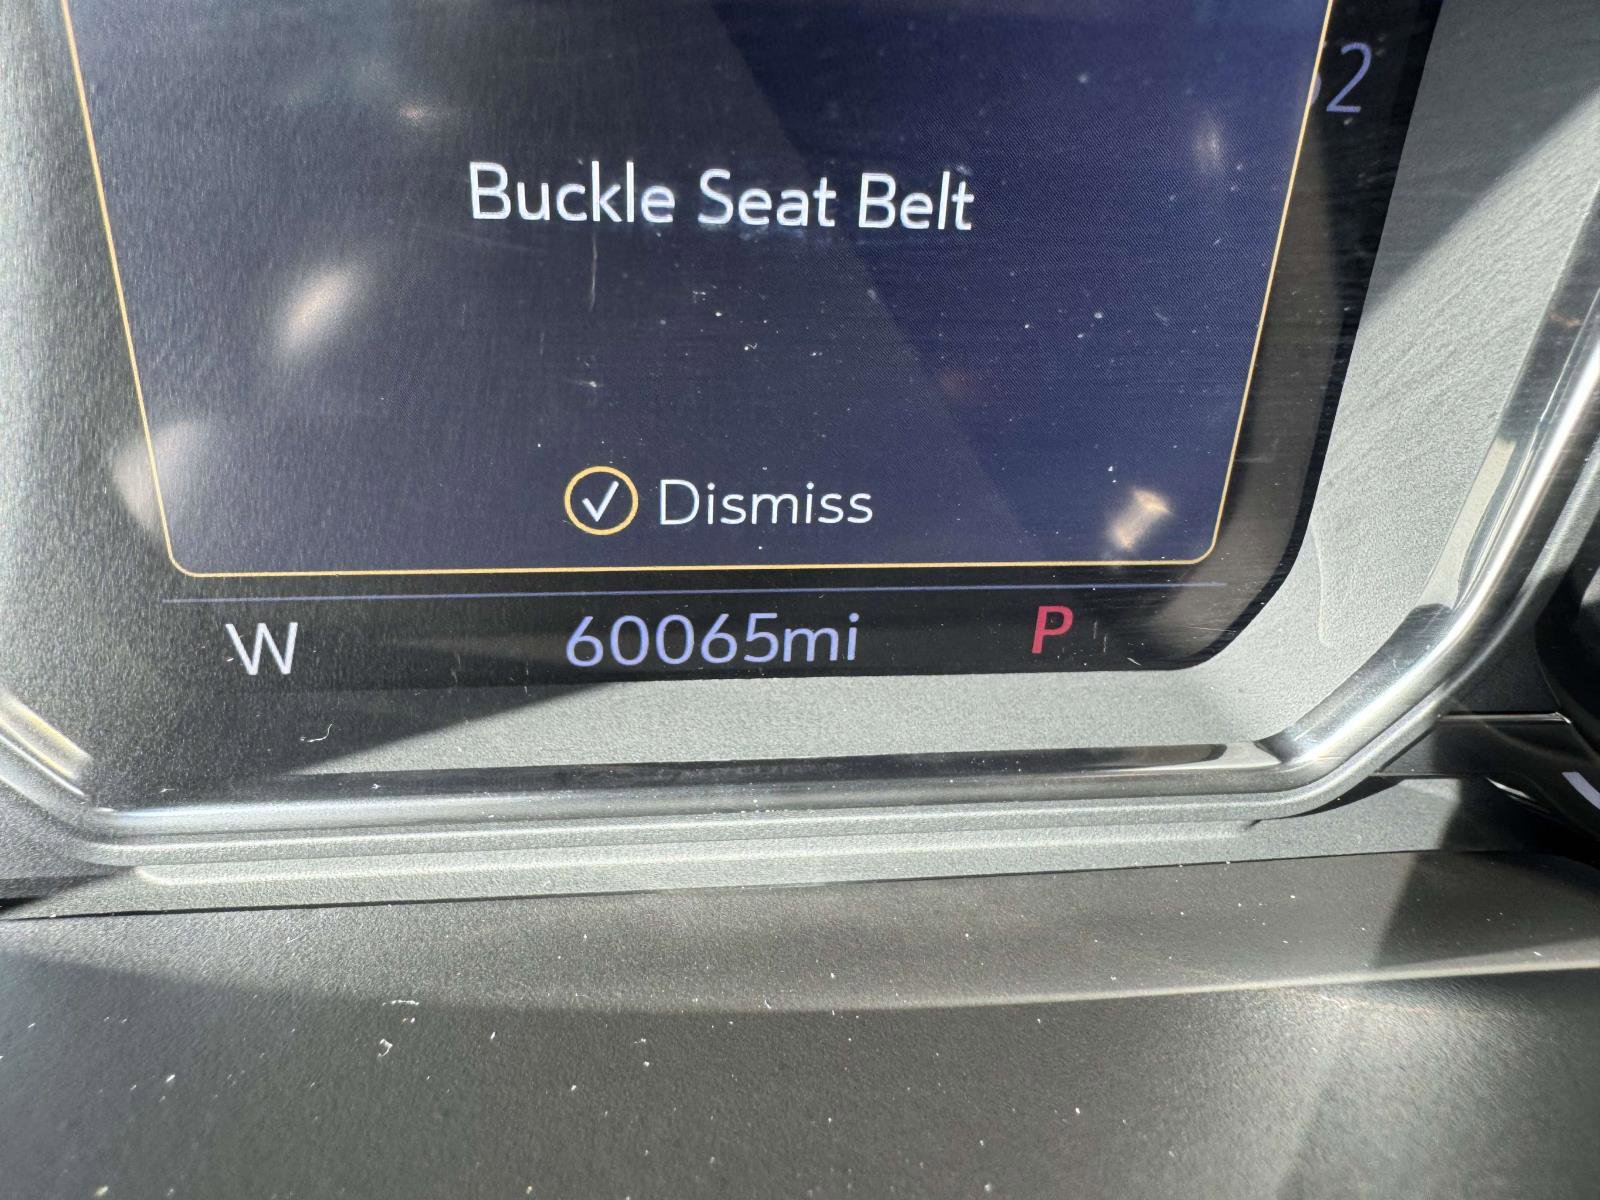 Buckle Seat Belt
Dismiss
W 60065mi P